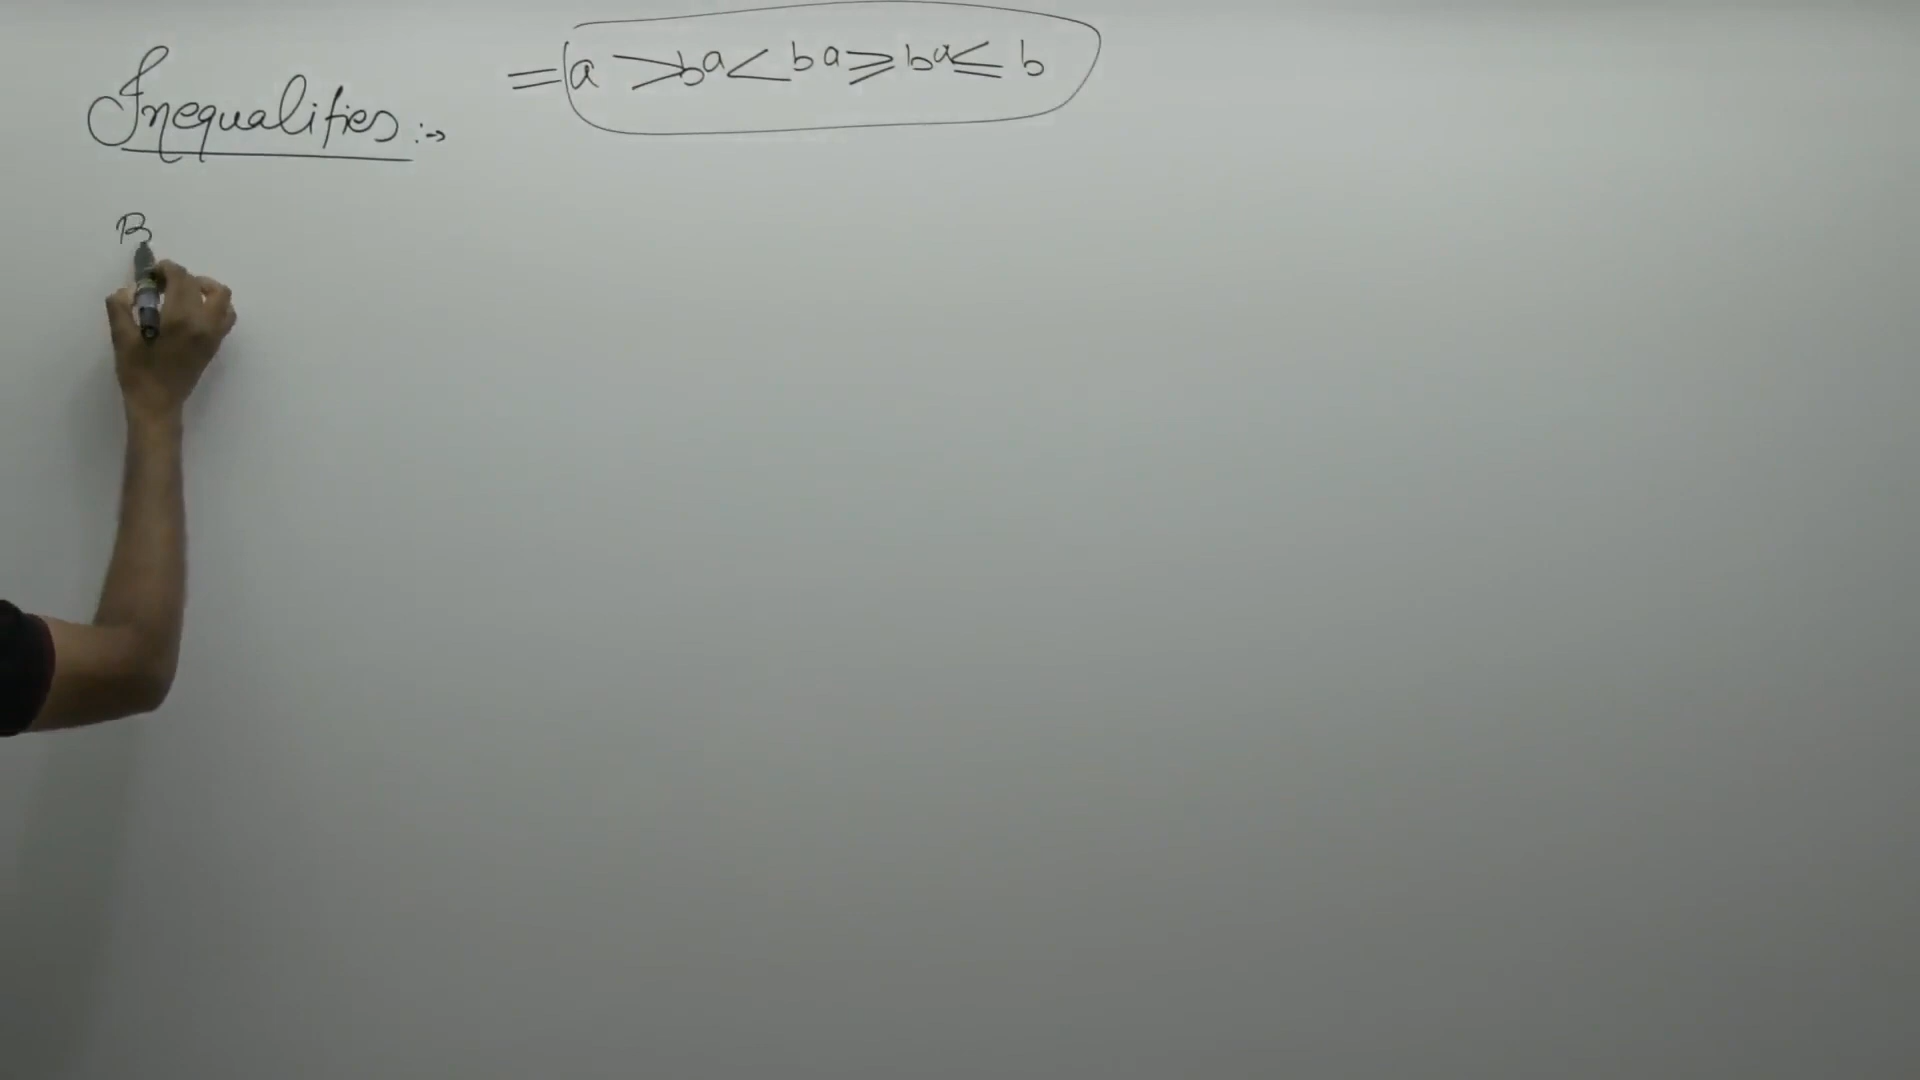 = a > b a < b a ≥ b a ≤ b
Inequalities :→
B